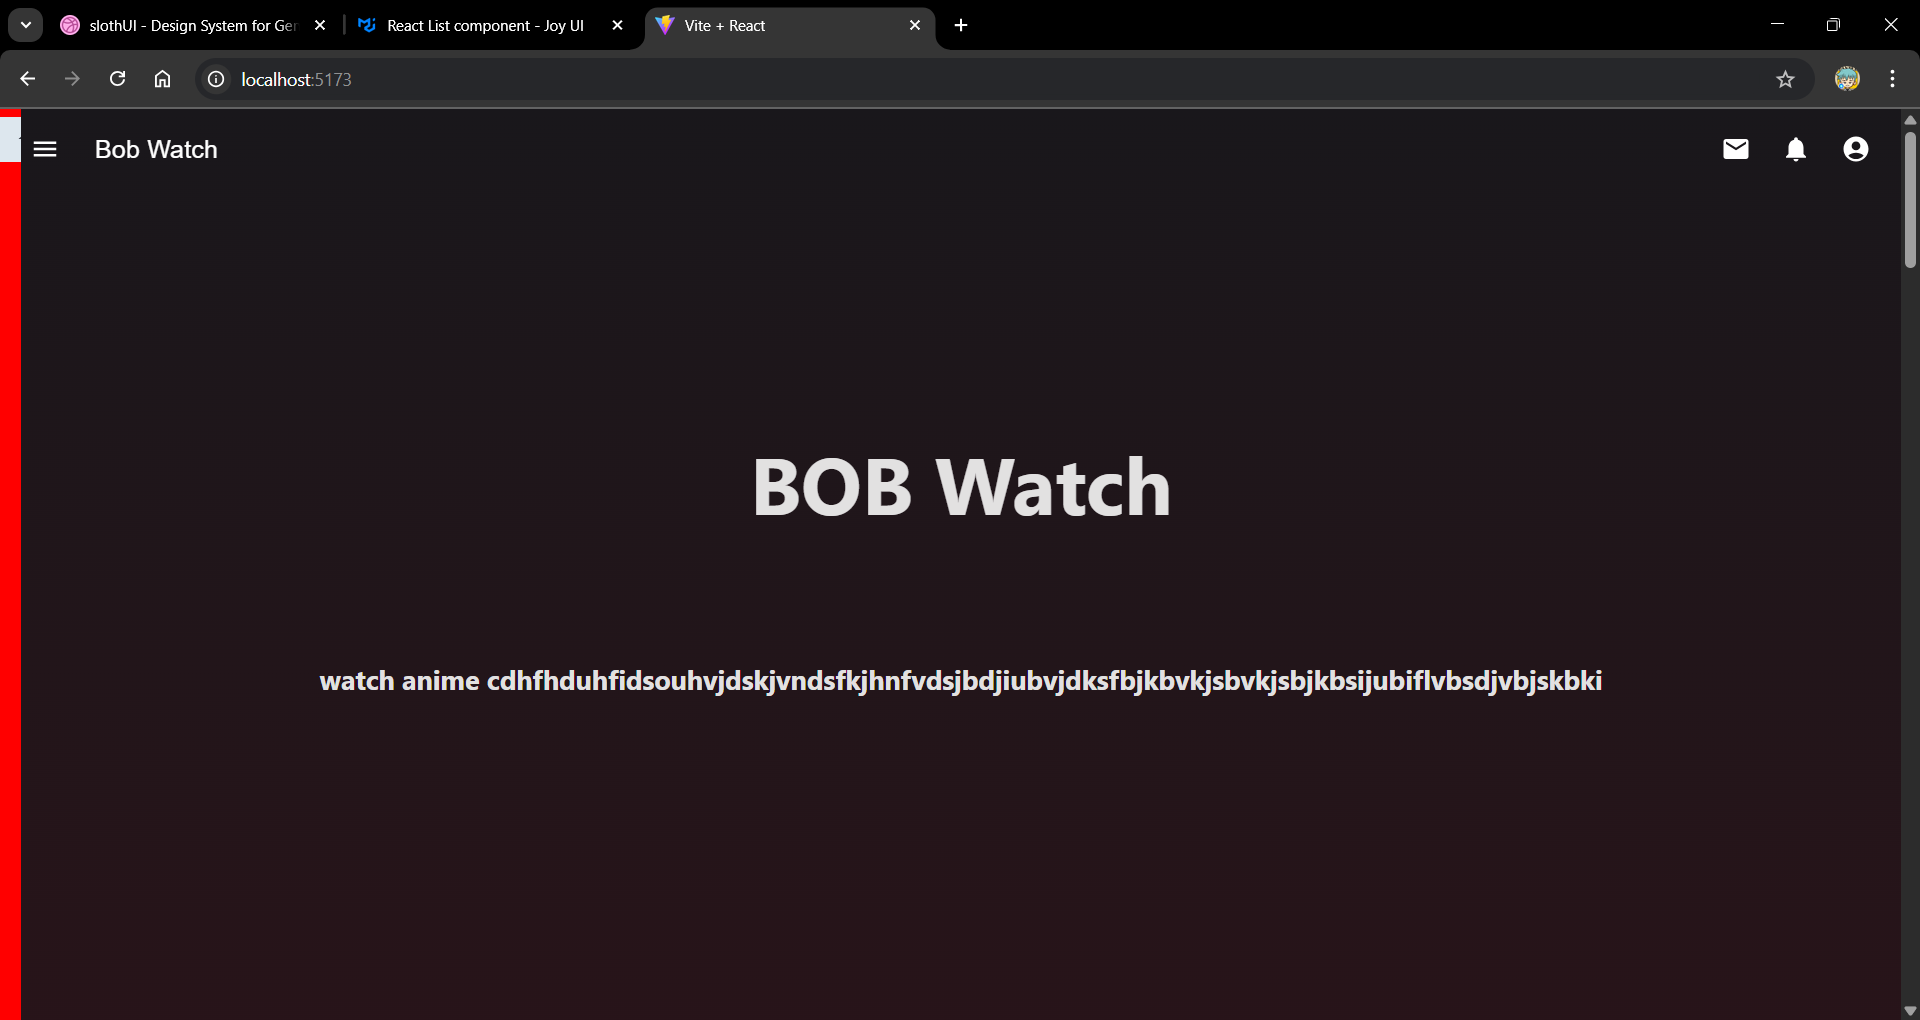 slothUI - Design System for Ger
React List component - Joy UI
Vite + React
localhost:5173
Bob Watch
BOB Watch
watch anime cdhfhduhfidsouhvjdskjvndsfkjhnfvdsjbdjiubvjdksfbjkbvkjsbvkjsbjkbsijubiflvbsdjvbjskbki